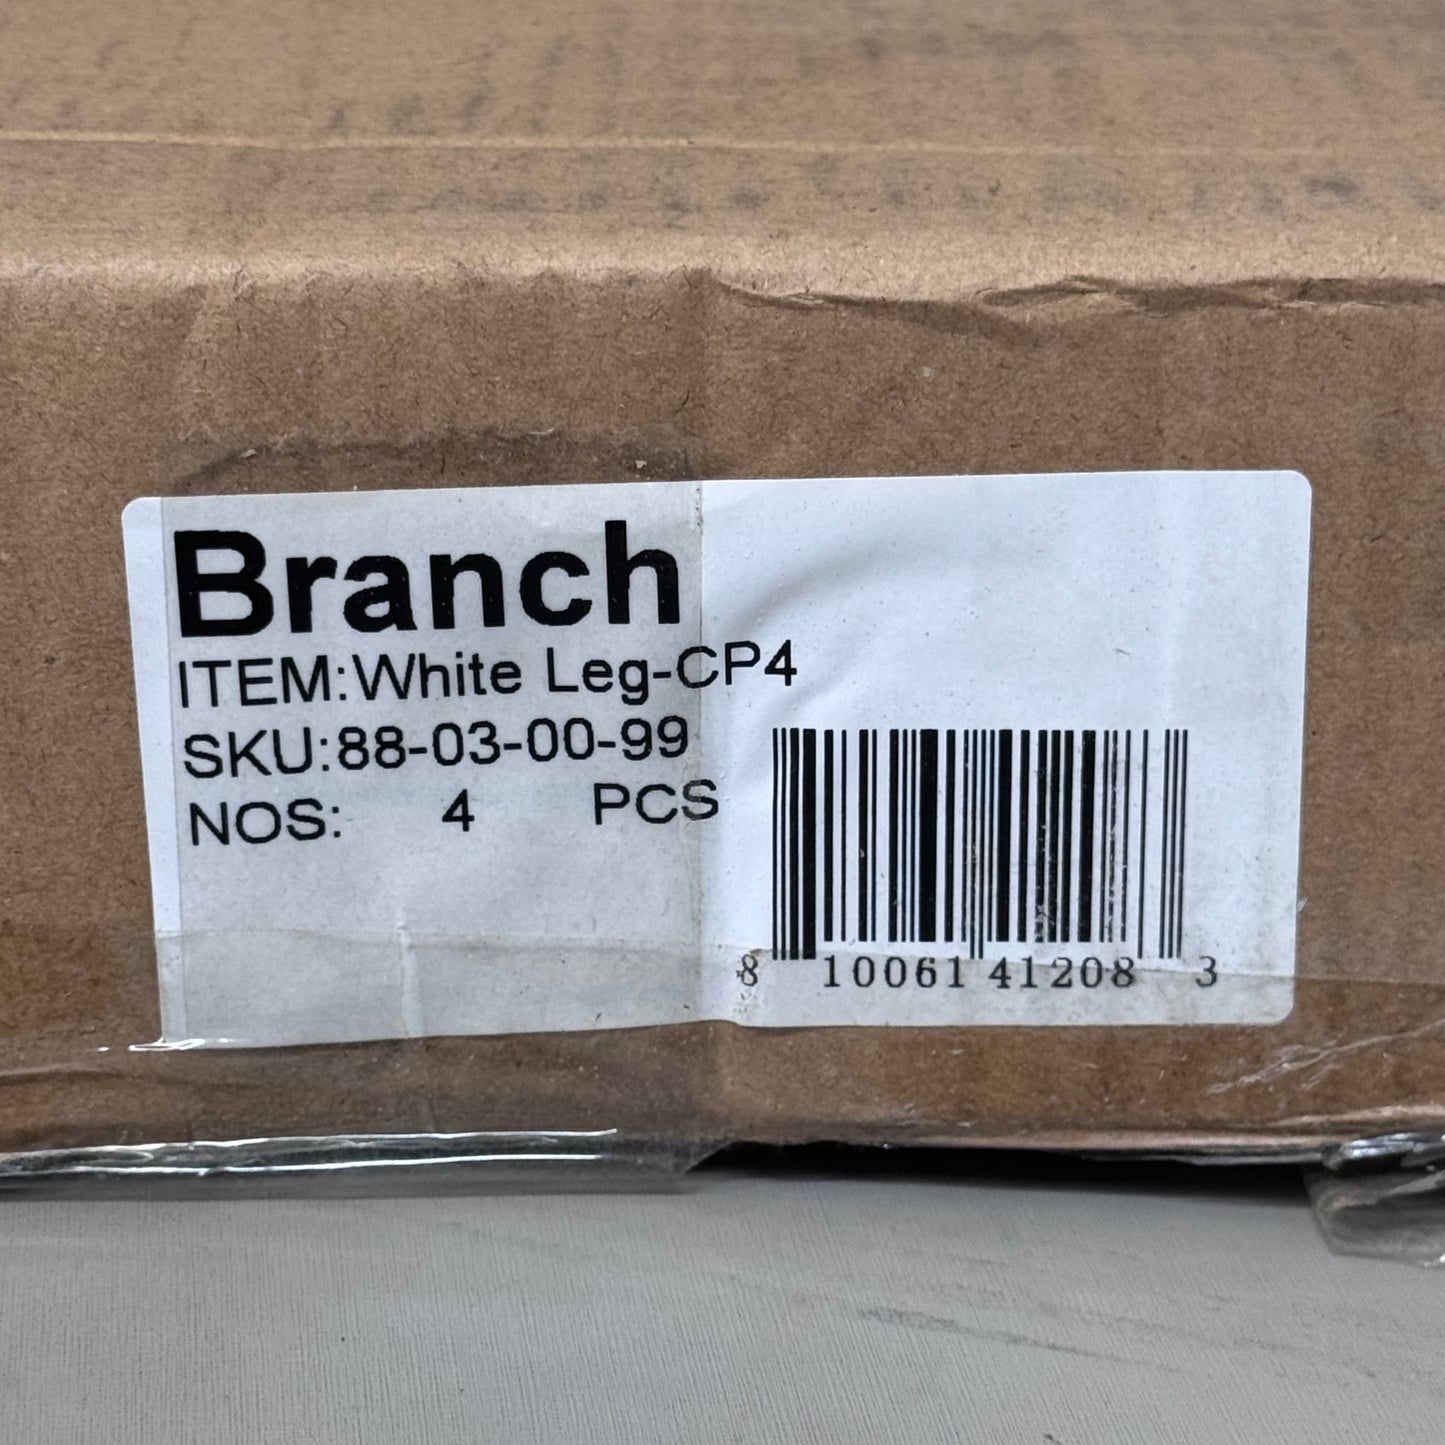 Branch
ITEM:White Leg-CP4
SKU:88-03-00-99
NOS: 4 PCS
8 10061 41208 3